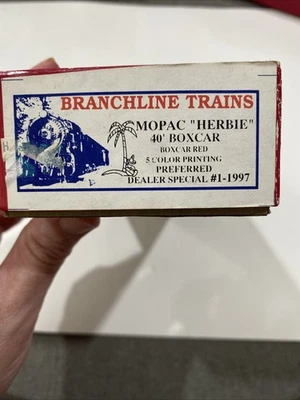 BRANCHLINE TRAINS
MOPAC "HERBIE"
40' BOXCAR
BOXCAR RED
5 COLOR PRINTING
PREFERRED
DEALER SPECIAL #1-1997